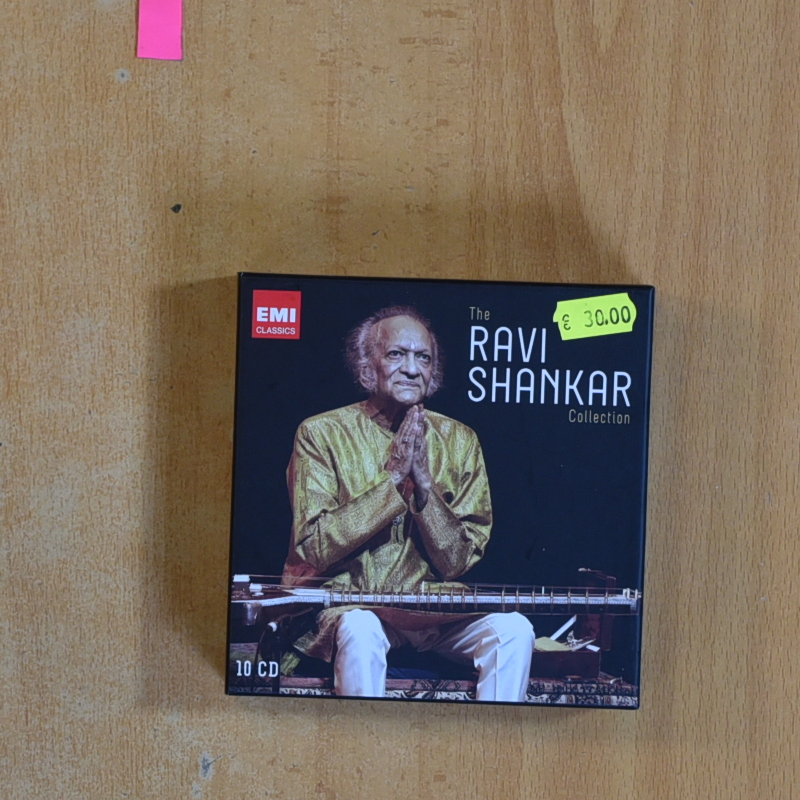 EMI
CLASSICS
The
RAVI
SHANKAR
Collection
€ 30.00
10 CD